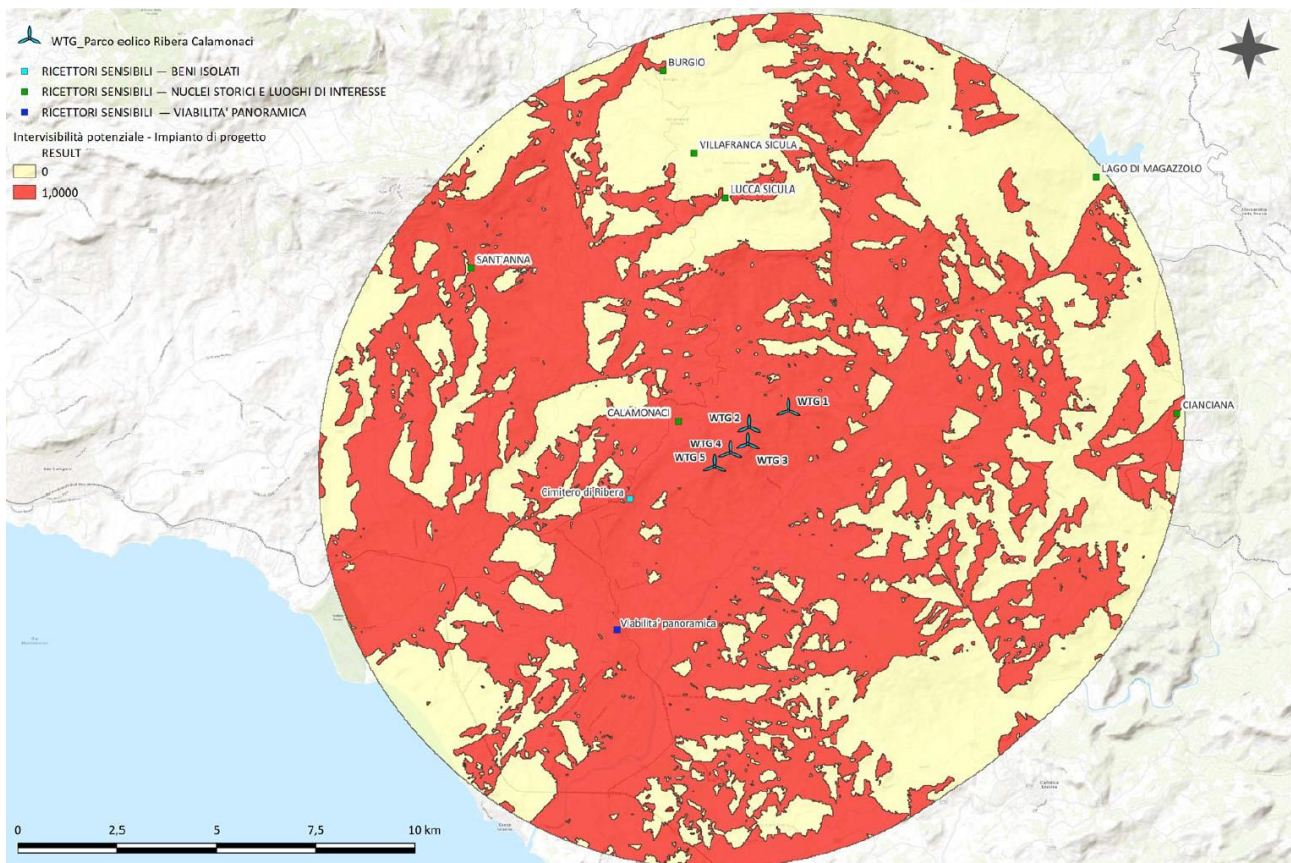 WTG_Parco eolico Ribera Calamonaci
RICETTORI SENSIBILI — BENI ISOLATI
RICETTORI SENSIBILI — NUCLEI STORICI E LUOGHI DI INTERESSE
RICETTORI SENSIBILI — VIABILITA' PANORAMICA
Intervisibilità potenziale - Impianto di progetto
RESULT
0
1,0000
BURGIO
VILLAFRANCA SICULA
LAGO DI MAGAZZOLO
LUCCA SICULA
SANT'ANNA
WTG 1
CALAMONACI
WTG 2
CIANCIANA
WTG 4
WTG 5
WTG 3
Cimitero di Ribera
Viabilita' panoramica
0
2,5
5
7,5
10 km